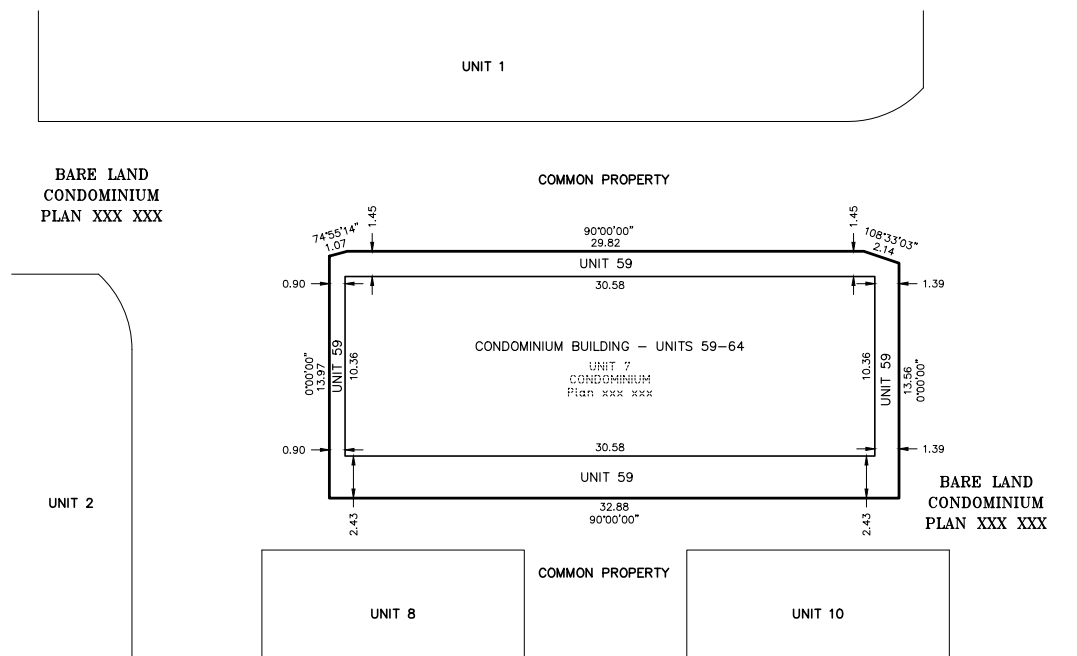 UNIT 1
BARE LAND
CONDOMINIUM
PLAN XXX XXX
COMMON PROPERTY
74°55'14"
1.07
1.45
90°00'00"
29.82
1.45
108°33'03"
2.14
UNIT 59
0.90
30.58
1.39
CONDOMINIUM BUILDING – UNITS 59–64
UNIT 7
CONDOMINIUM
Plan xxx xxx
0°00'00"
13.97
UNIT 59
10.36
10.36
UNIT 59
13.56
0°00'00"
0.90
30.58
1.39
UNIT 59
BARE LAND
CONDOMINIUM
PLAN XXX XXX
UNIT 2
32.88
90°00'00"
2.43
2.43
COMMON PROPERTY
UNIT 8
UNIT 10